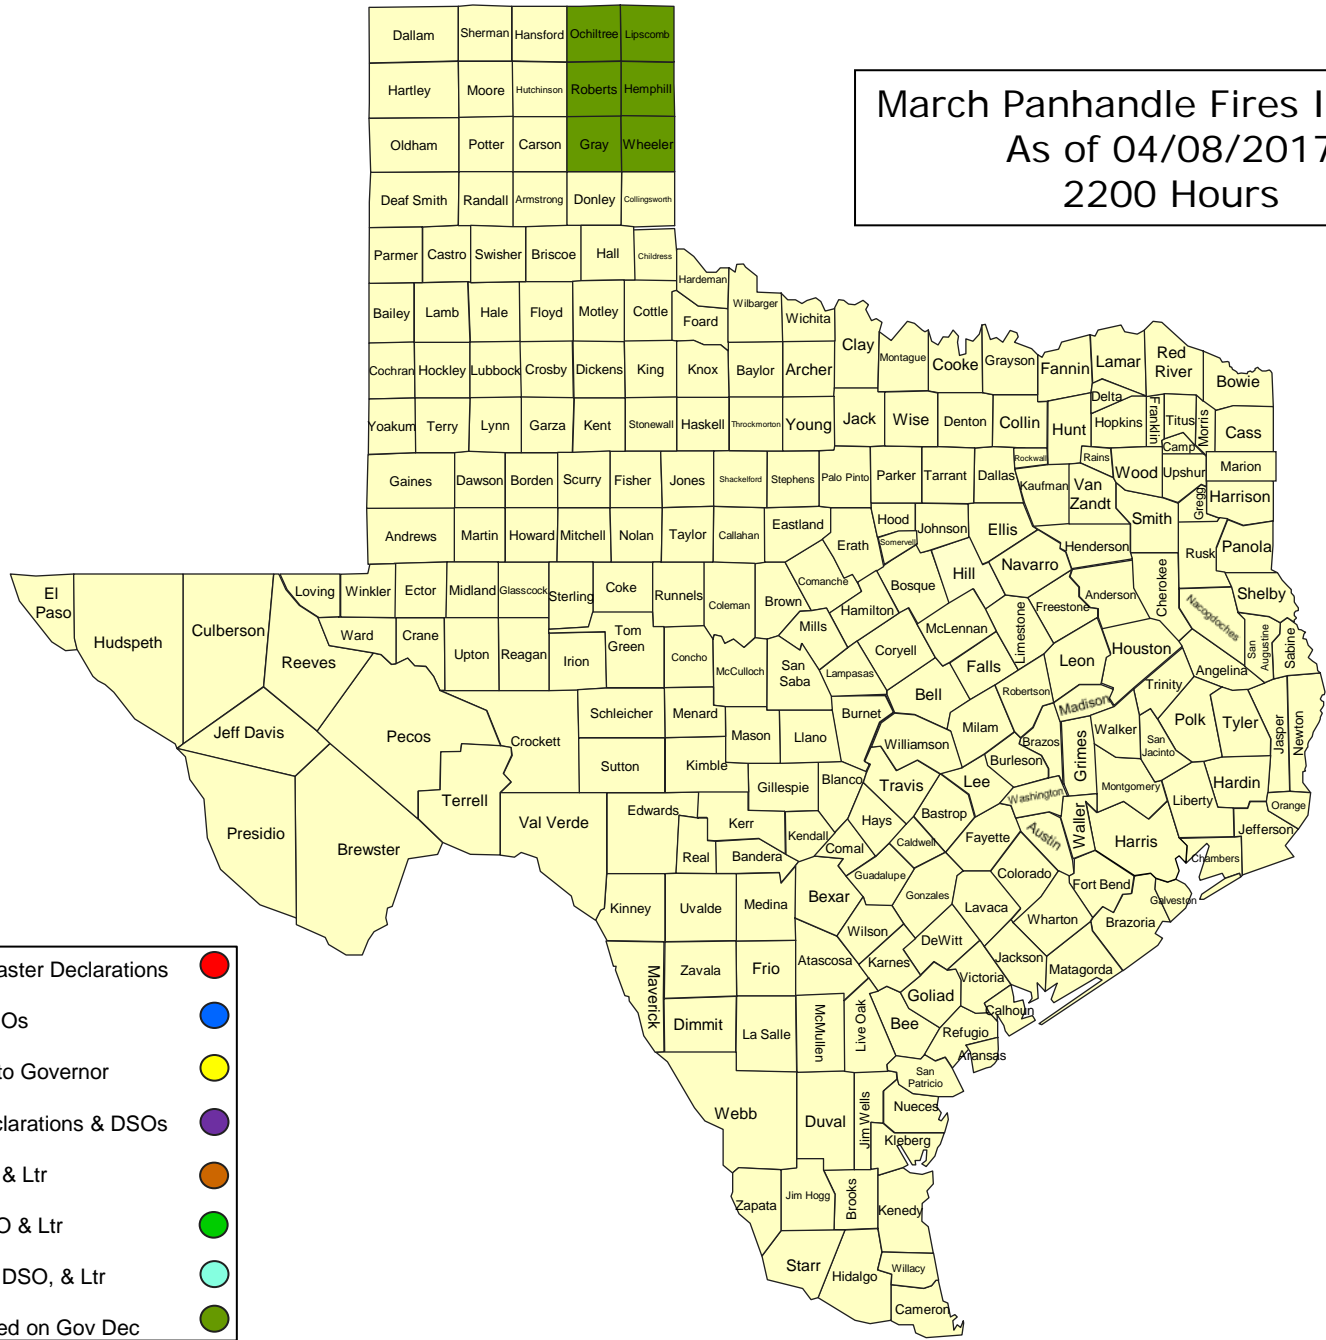 Dallam Sherman Hansford Ochiltree Lipscomb
Hartley Moore Hutchinson Roberts Hemphill
Oldham Potter Carson Gray Wheeler
March Panhandle Fires
As of 04/08/2017
2200 Hours
Deaf Smith Randall Armstrong Donley Collingsworth
Parmer Castro Swisher Briscoe Hall Childress
Hardeman
Bailey Lamb Hale Floyd Motley Cottle Foard Wilbarger Wichita
Clay Montague Cooke Grayson Fannin Lamar Red
River
Bowie
Cochran Hockley Lubbock Crosby Dickens King Knox Baylor Archer
Delta
Yoakum Terry Lynn Garza Kent Stonewall Haskell Throckmorton Young Jack Wise Denton Collin Hunt Hopkins Franklin Titus Morris Cass
Camp
Gaines Dawson Borden Scurry Fisher Jones Shackelford Stephens Palo Pinto Parker Tarrant Dallas Rockwall Rains Wood Upshur Marion
Kaufman Van
Zandt
Gregg Harrison
Andrews Martin Howard Mitchell Nolan Taylor Callahan Eastland Erath Hood Somervell Johnson Ellis Henderson Smith Rusk Panola
El
Paso
Hudspeth Culberson Loving Winkler Ector Midland Glasscock Sterling Coke Runnels Coleman Brown Comanche Hamilton Bosque Hill Navarro Freestone Anderson Cherokee Nacogdoches Shelby
Reeves Ward Crane Upton Reagan Irion Tom
Green
Concho McCulloch San
Saba
Mills Lampasas Coryell McLennan Limestone Falls Leon Houston Angelina San
Augustine
Sabine
Jeff Davis Pecos Crockett Schleicher Menard Mason Llano Burnet Bell Milam Robertson Madison Trinity Polk Tyler Jasper Newton
Sutton Kimble Gillespie Blanco Williamson Travis Lee Burleson Brazos Grimes Walker San
Jacinto
Presidio Brewster Terrell Val Verde Edwards Kerr Kendall Hays Bastrop Washington Montgomery Liberty Hardin Orange
Real Bandera Comal Caldwell Fayette Austin Waller Harris Jefferson Chambers
Kinney Uvalde Medina Bexar Guadalupe Gonzales Lavaca Colorado Fort Bend Galveston
Wilson Wharton Brazoria
Maverick Zavala Frio Atascosa Karnes DeWitt Jackson Matagorda
Victoria
Dimmit La Salle McMullen Live Oak Bee Goliad Refugio Calhoun
Aransas
San
Patricio
Webb Duval Jim Wells Nueces
Kleberg
Zapata Jim Hogg Brooks Kenedy
Starr Hidalgo Willacy
Cameron
Declarations
to Governor
& DSOs
& Ltr
& Ltr
DSO, & Ltr
on Gov Dec